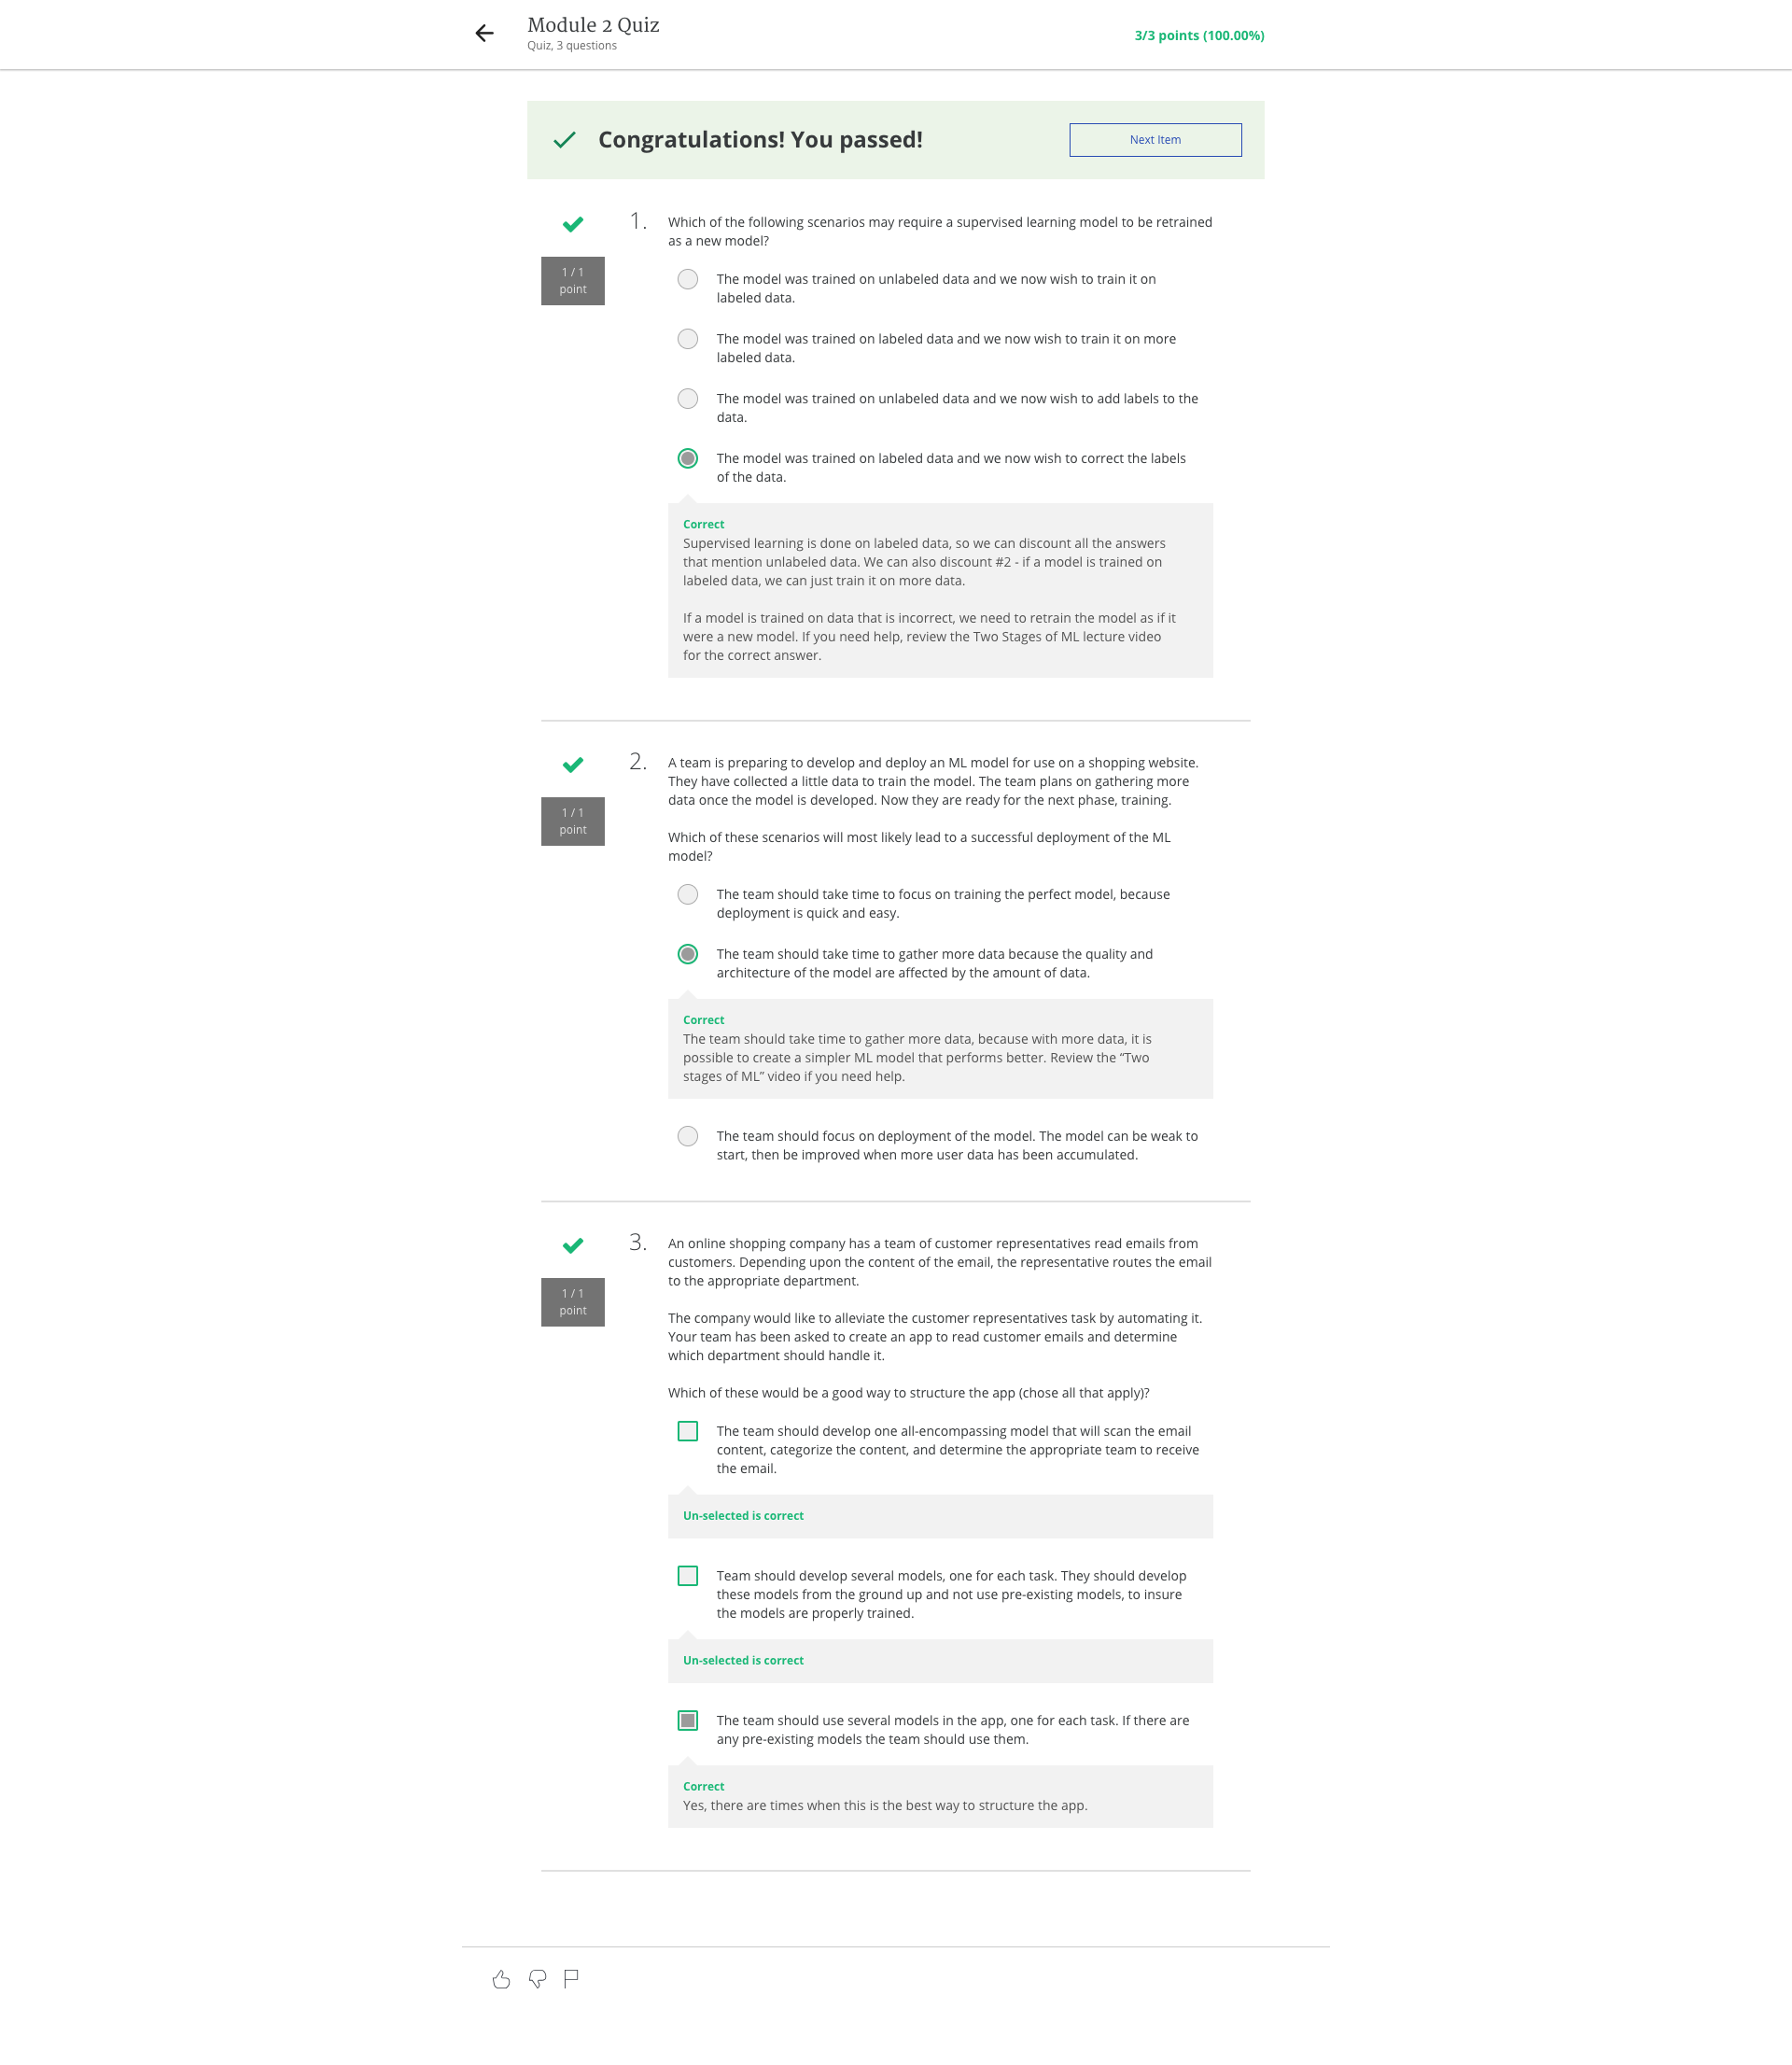 Module 2 Quiz
Quiz, 3 questions
3/3 points (100.00%)
Congratulations! You passed!
Next Item
1 / 1
point
1.
Which of the following scenarios may require a supervised learning model to be retrained
as a new model?
The model was trained on unlabeled data and we now wish to train it on
labeled data.
The model was trained on labeled data and we now wish to train it on more
labeled data.
The model was trained on unlabeled data and we now wish to add labels to the
data.
The model was trained on labeled data and we now wish to correct the labels
of the data.
Correct
Supervised learning is done on labeled data, so we can discount all the answers
that mention unlabeled data. We can also discount #2 - if a model is trained on
labeled data, we can just train it on more data.
If a model is trained on data that is incorrect, we need to retrain the model as if it
were a new model. If you need help, review the Two Stages of ML lecture video
for the correct answer.
1 / 1
point
2.
A team is preparing to develop and deploy an ML model for use on a shopping website.
They have collected a little data to train the model. The team plans on gathering more
data once the model is developed. Now they are ready for the next phase, training.
Which of these scenarios will most likely lead to a successful deployment of the ML
model?
The team should take time to focus on training the perfect model, because
deployment is quick and easy.
The team should take time to gather more data because the quality and
architecture of the model are affected by the amount of data.
Correct
The team should take time to gather more data, because with more data, it is
possible to create a simpler ML model that performs better. Review the “Two
stages of ML” video if you need help.
The team should focus on deployment of the model. The model can be weak to
start, then be improved when more user data has been accumulated.
1 / 1
point
3.
An online shopping company has a team of customer representatives read emails from
customers. Depending upon the content of the email, the representative routes the email
to the appropriate department.
The company would like to alleviate the customer representatives task by automating it.
Your team has been asked to create an app to read customer emails and determine
which department should handle it.
Which of these would be a good way to structure the app (chose all that apply)?
The team should develop one all-encompassing model that will scan the email
content, categorize the content, and determine the appropriate team to receive
the email.
Un-selected is correct
Team should develop several models, one for each task. They should develop
these models from the ground up and not use pre-existing models, to insure
the models are properly trained.
Un-selected is correct
The team should use several models in the app, one for each task. If there are
any pre-existing models the team should use them.
Correct
Yes, there are times when this is the best way to structure the app.